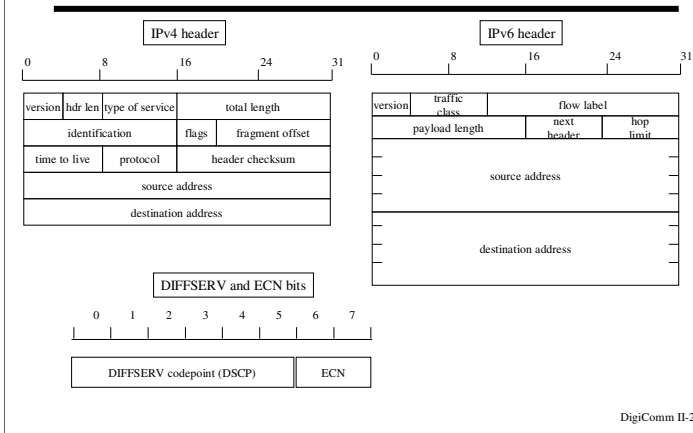 IPv4 header
0 8 16 24 31
version hdr len type of service total length
identification flags fragment offset
time to live protocol header checksum
source address
destination address
IPv6 header
0 8 16 24 31
version traffic class flow label
payload length next header hop limit
source address
destination address
DIFFSERV and ECN bits
0 1 2 3 4 5 6 7
DIFFSERV codepoint (DSCP) ECN
DigiComm II-2